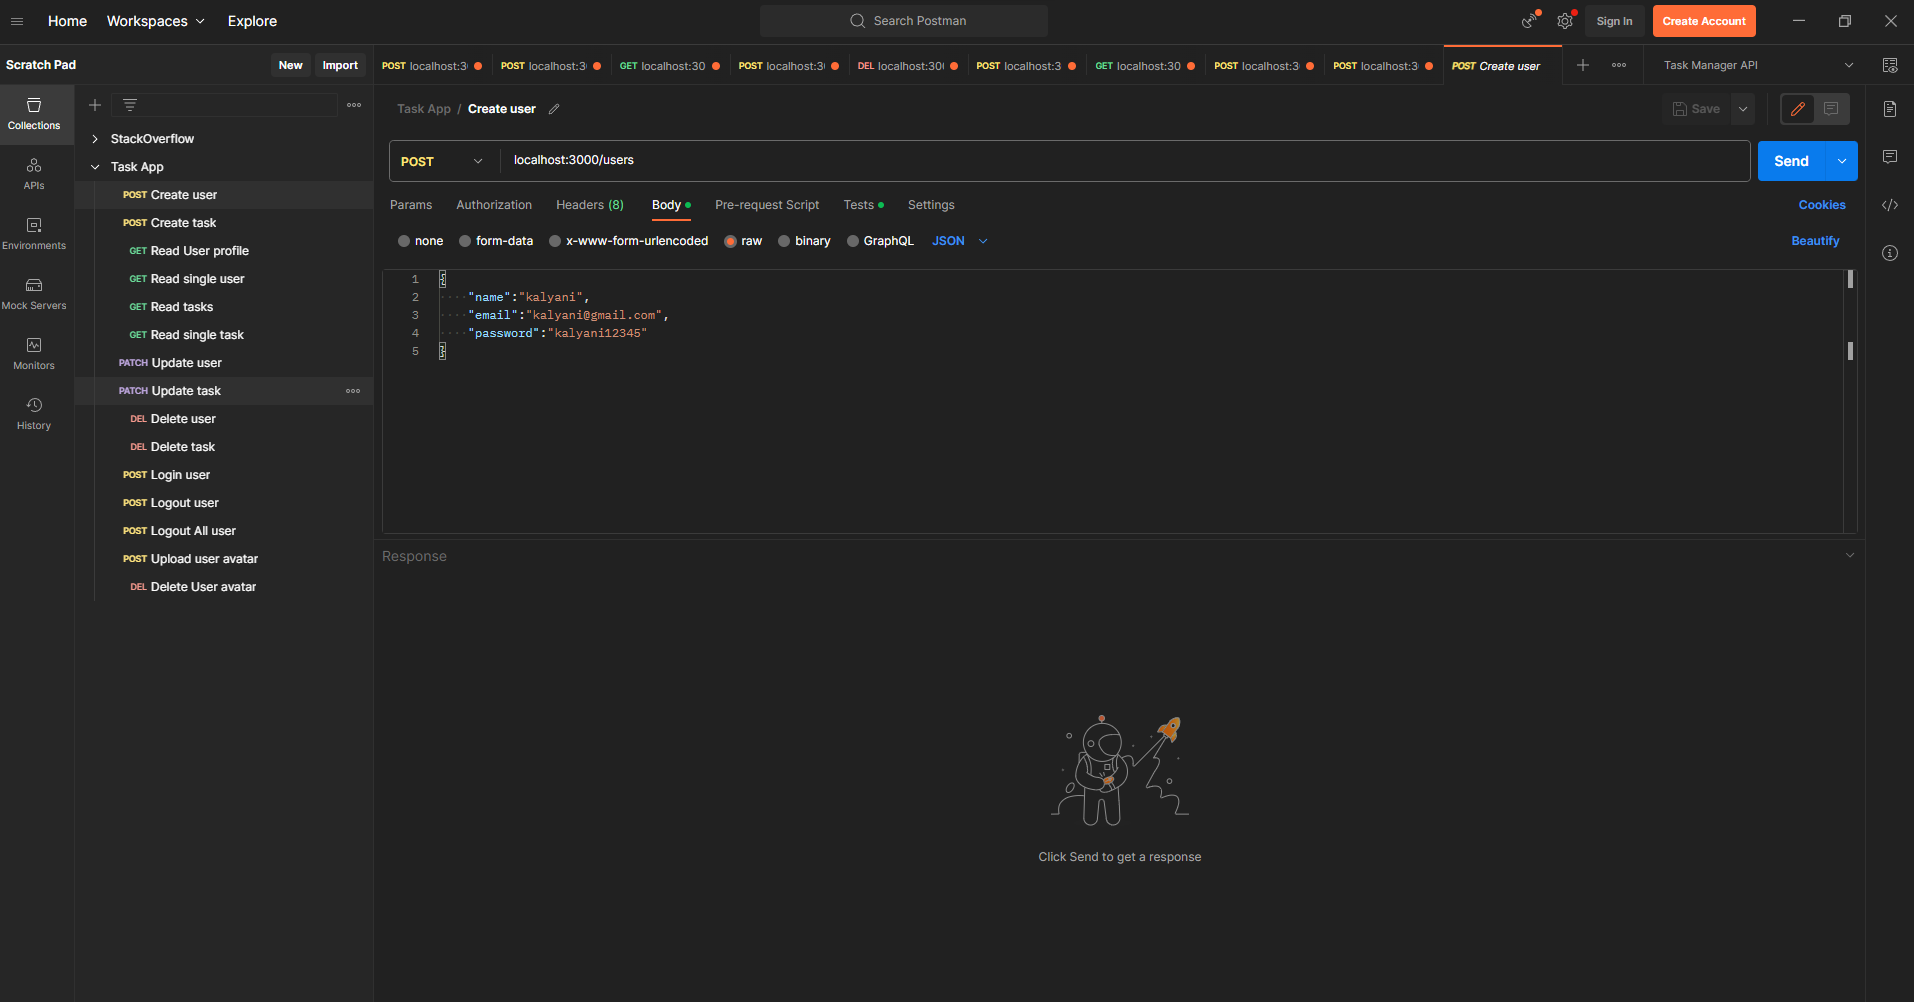 Home Workspaces Explore Search Postman Sign In Create Account
Scratch Pad New Import POST localhost:3 POST localhost:3 GET localhost:30 POST localhost:3 DEL localhost:30 POST localhost:3 GET localhost:30 POST localhost:3 POST localhost:3 POST Create user Task Manager API
Collections
APIs
Environments
Mock Servers
Monitors
History
StackOverflow
Task App
POST Create user
POST Create task
GET Read User profile
GET Read single user
GET Read tasks
GET Read single task
PATCH Update user
PATCH Update task
DEL Delete user
DEL Delete task
POST Login user
POST Logout user
POST Logout All user
POST Upload user avatar
DEL Delete User avatar
Task App / Create user Save
POST localhost:3000/users Send
Params Authorization Headers (8) Body Pre-request Script Tests Settings Cookies
none form-data x-www-form-urlencoded raw binary GraphQL JSON Beautify
1 {
2 "name":"kalyani",
3 "email":"kalyani@gmail.com",
4 "password":"kalyani12345"
5 }
Response
Click Send to get a response